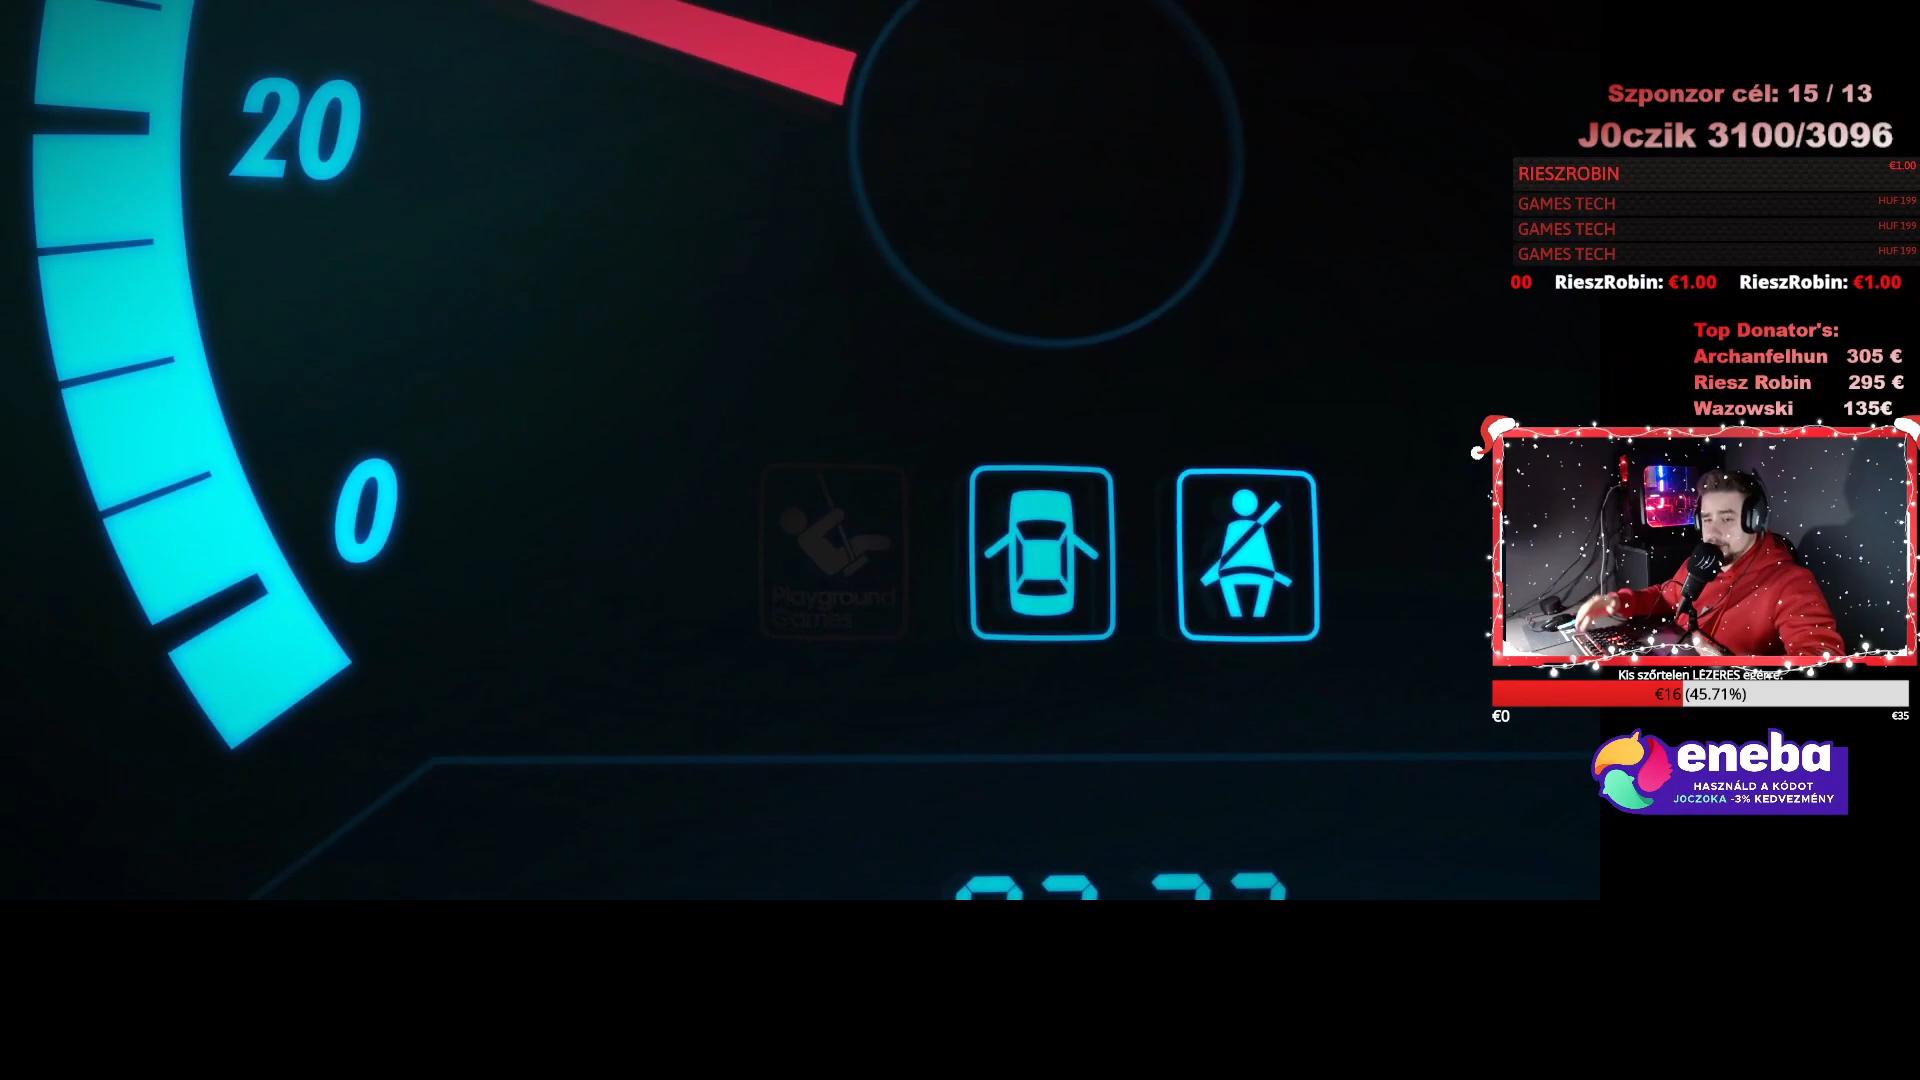 20
0
Playground
Games
Szponzor cél: 15 / 13
J0czik 3100/3096
RIESZROBIN €1.00
GAMES TECH HUF 199
GAMES TECH HUF 199
GAMES TECH HUF 199
00 RieszRobin: €1.00 RieszRobin: €1.00
Top Donator's:
Archanfelhun 305 €
Riesz Robin 295 €
Wazowski 135€
Kis szőrtelen LÉZERES egérre.
€16 (45.71%)
€0 €35
eneba
HASZNÁLD A KÓDOT
JOCZOKA -3% KEDVEZMÉNY